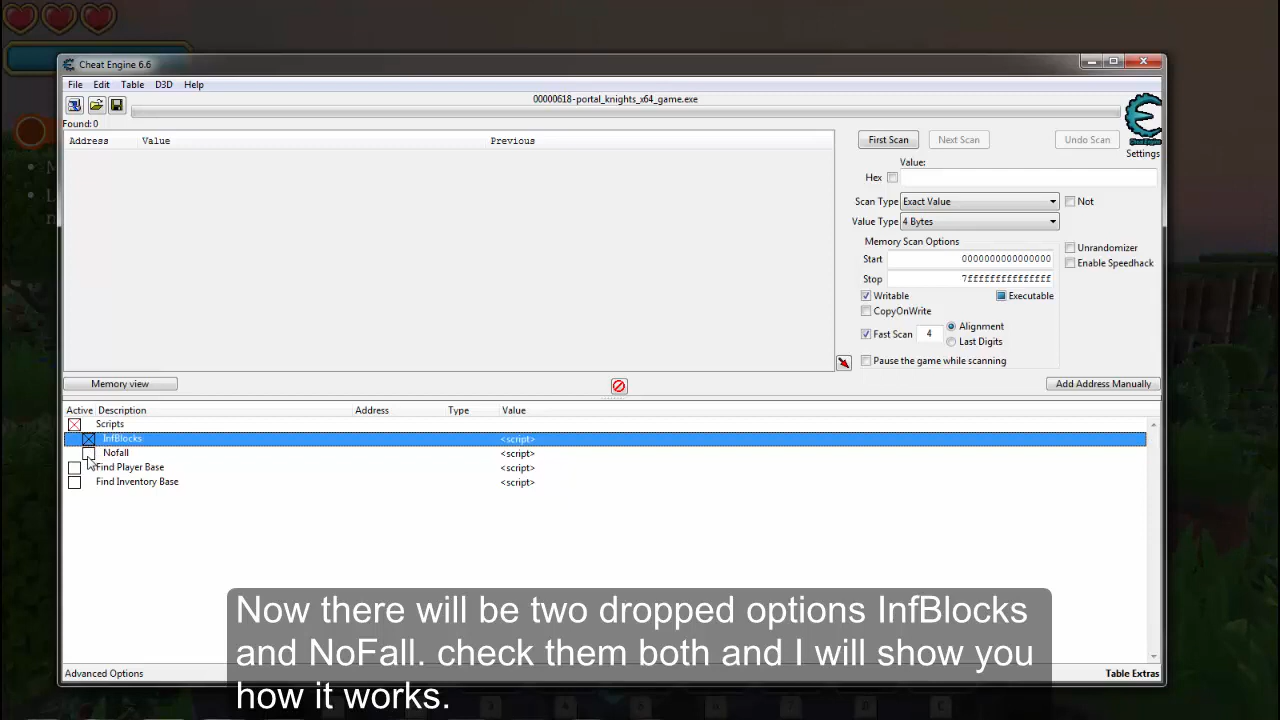 Cheat Engine 6.6
File Edit Table D3D Help
00000618-portal_knights_x64_game.exe
Found:0
Address Value Previous
First Scan Next Scan Undo Scan
Settings
Value:
Hex
Scan Type Exact Value Not
Value Type 4 Bytes
Memory Scan Options
Unrandomizer
Start 0000000000000000
Enable Speedhack
Stop 7fffffffffffffff
Writable Executable
CopyOnWrite
Fast Scan 4 Alignment
Last Digits
Pause the game while scanning
Memory view Add Address Manually
Active Description Address Type Value
Scripts
InfBlocks <script>
Nofall <script>
Find Player Base <script>
Find Inventory Base <script>
Now there will be two dropped options InfBlocks
and NoFall. check them both and I will show you
how it works.
Advanced Options Table Extras